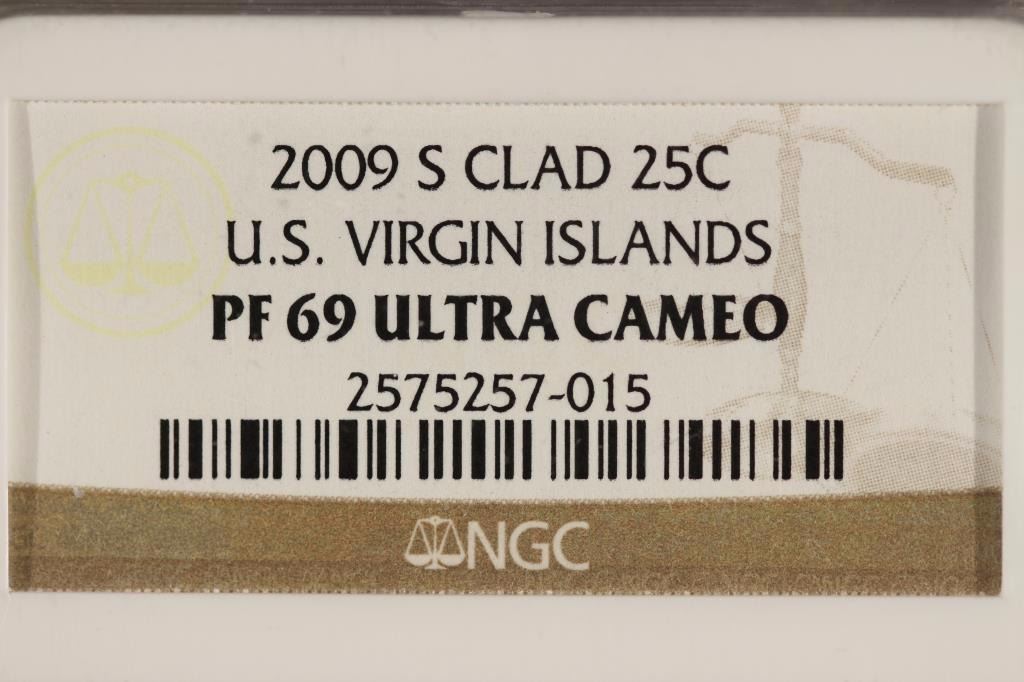 2009 S CLAD 25C
U.S. VIRGIN ISLANDS
PF 69 ULTRA CAMEO
2575257-015
NGC